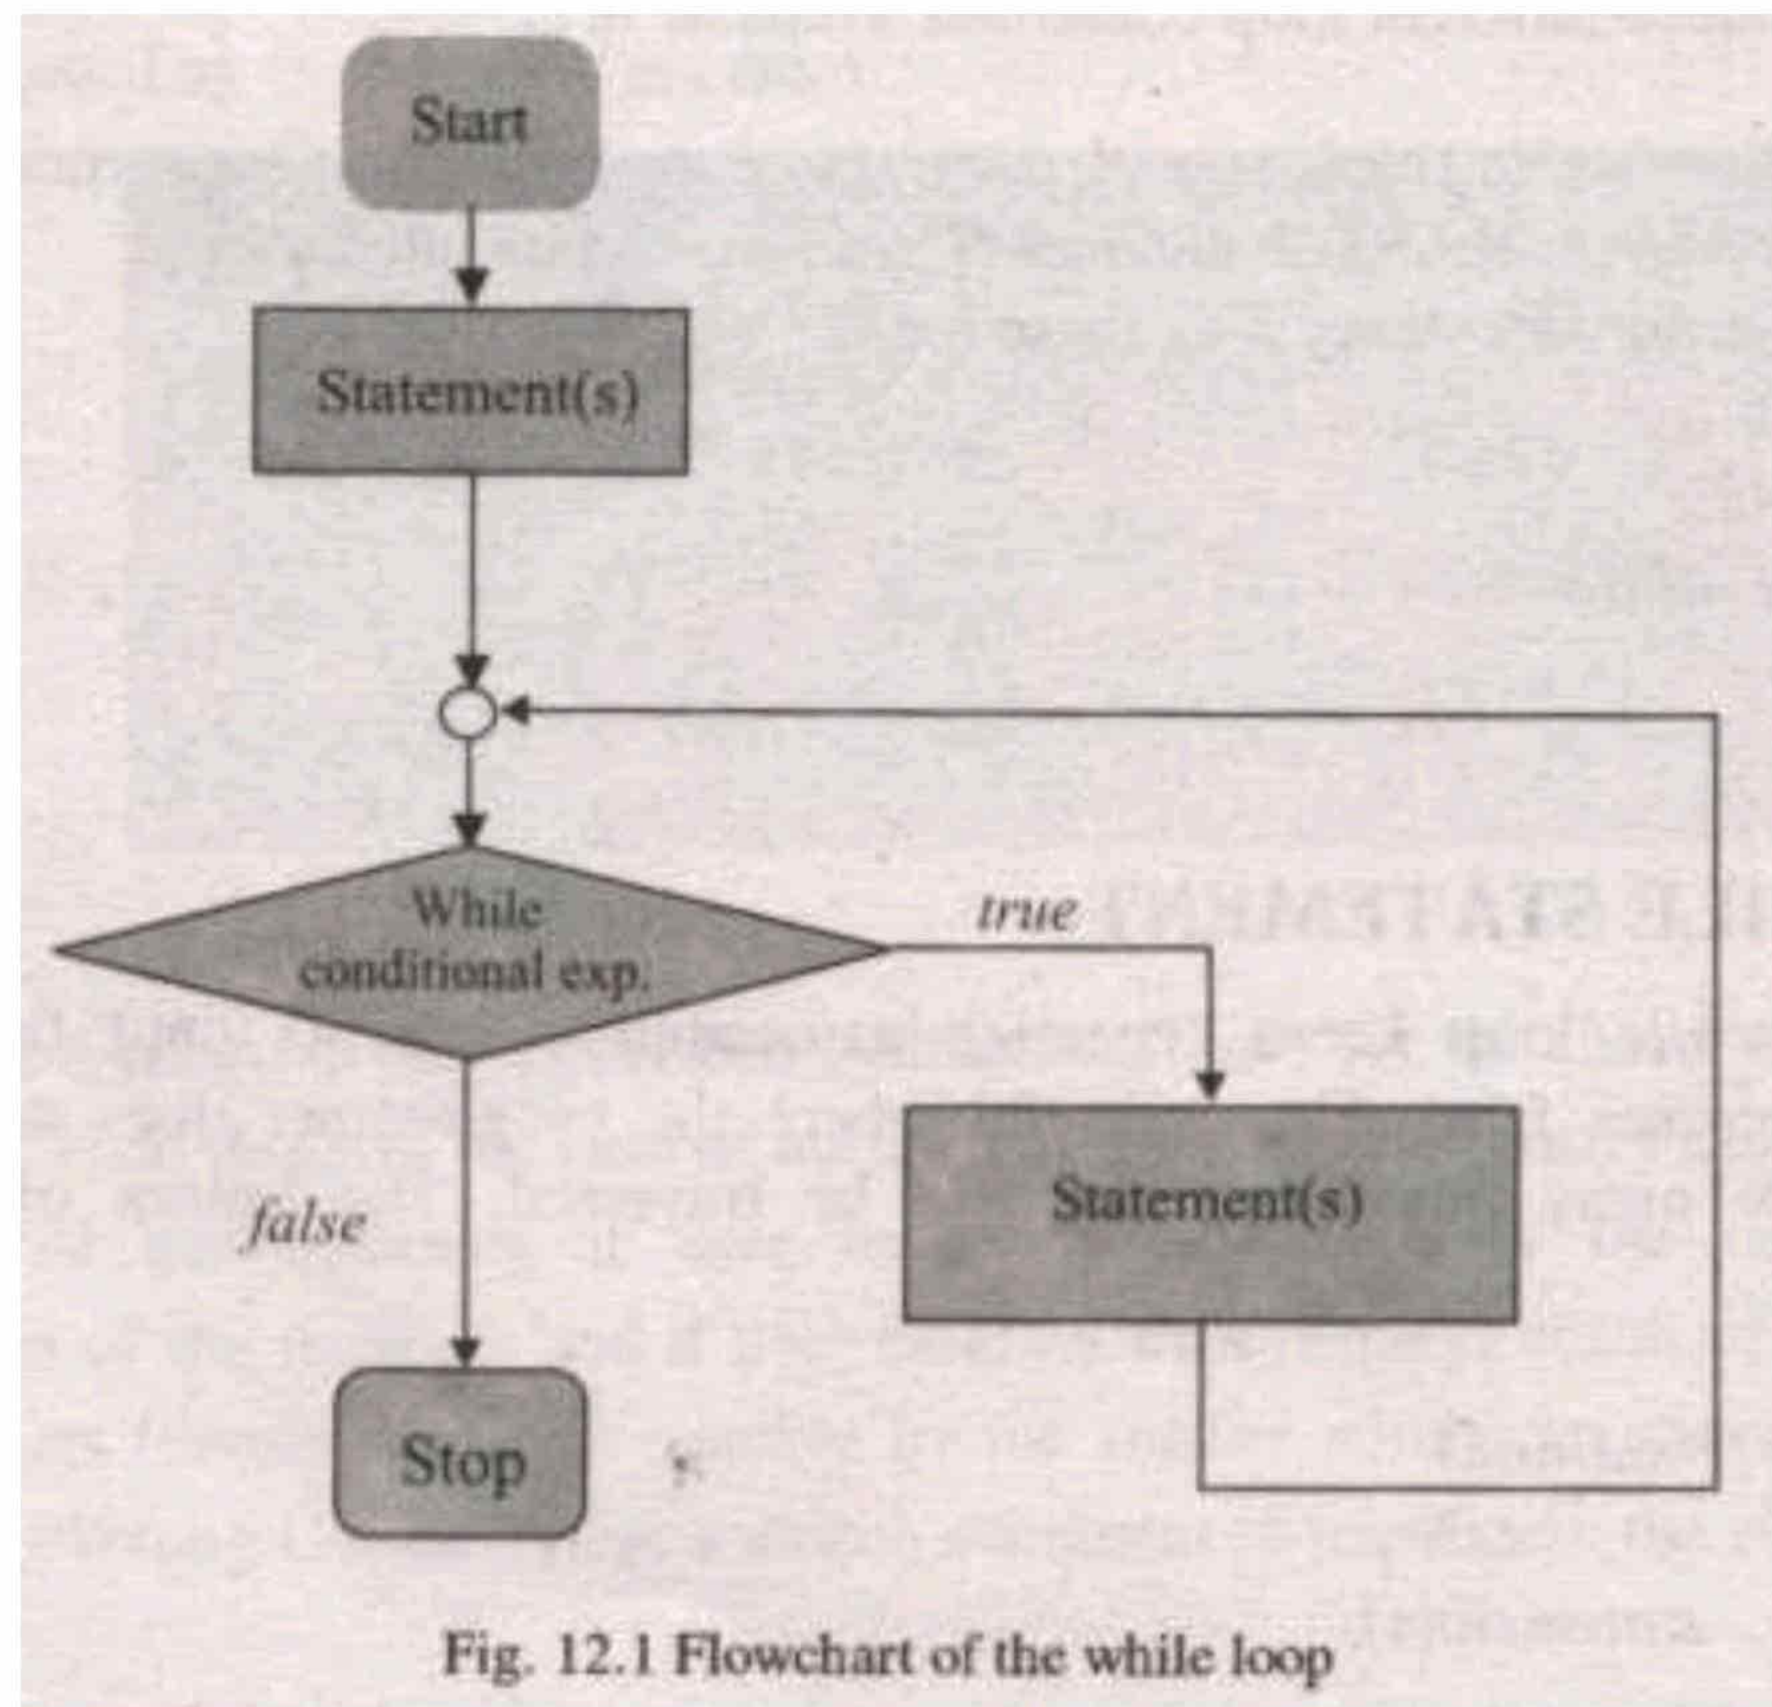 Start
Statement(s)
While
conditional exp.
true
false
Statement(s)
Stop
Fig. 12.1 Flowchart of the while loop